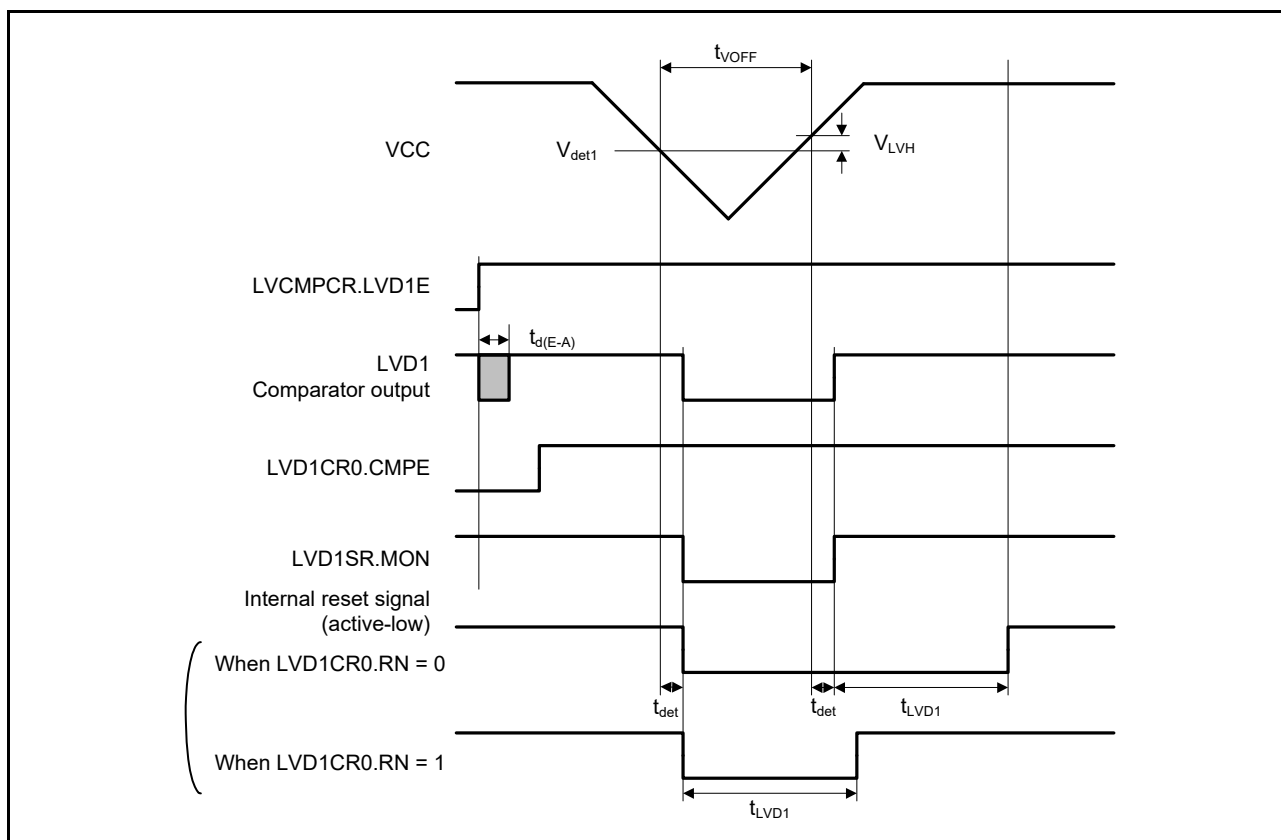 tVOFF
VCC
Vdet1
VLVH
LVCMPCR.LVD1E
td(E-A)
LVD1
Comparator output
LVD1CR0.CMPE
LVD1SR.MON
Internal reset signal
(active-low)
When LVD1CR0.RN = 0
tdet
tdet
tLVD1
When LVD1CR0.RN = 1
tLVD1